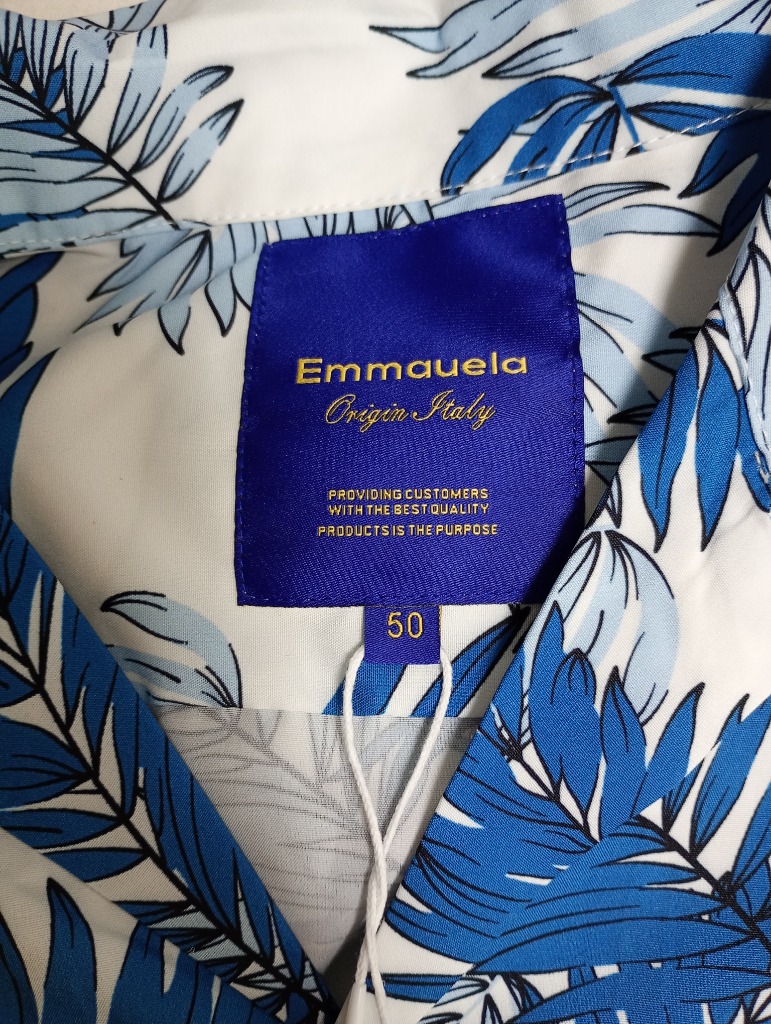 Emmauela
Origin Italy
PROVIDING CUSTOMERS
WITH THE BEST QUALITY
PRODUCTS IS THE PURPOSE
50